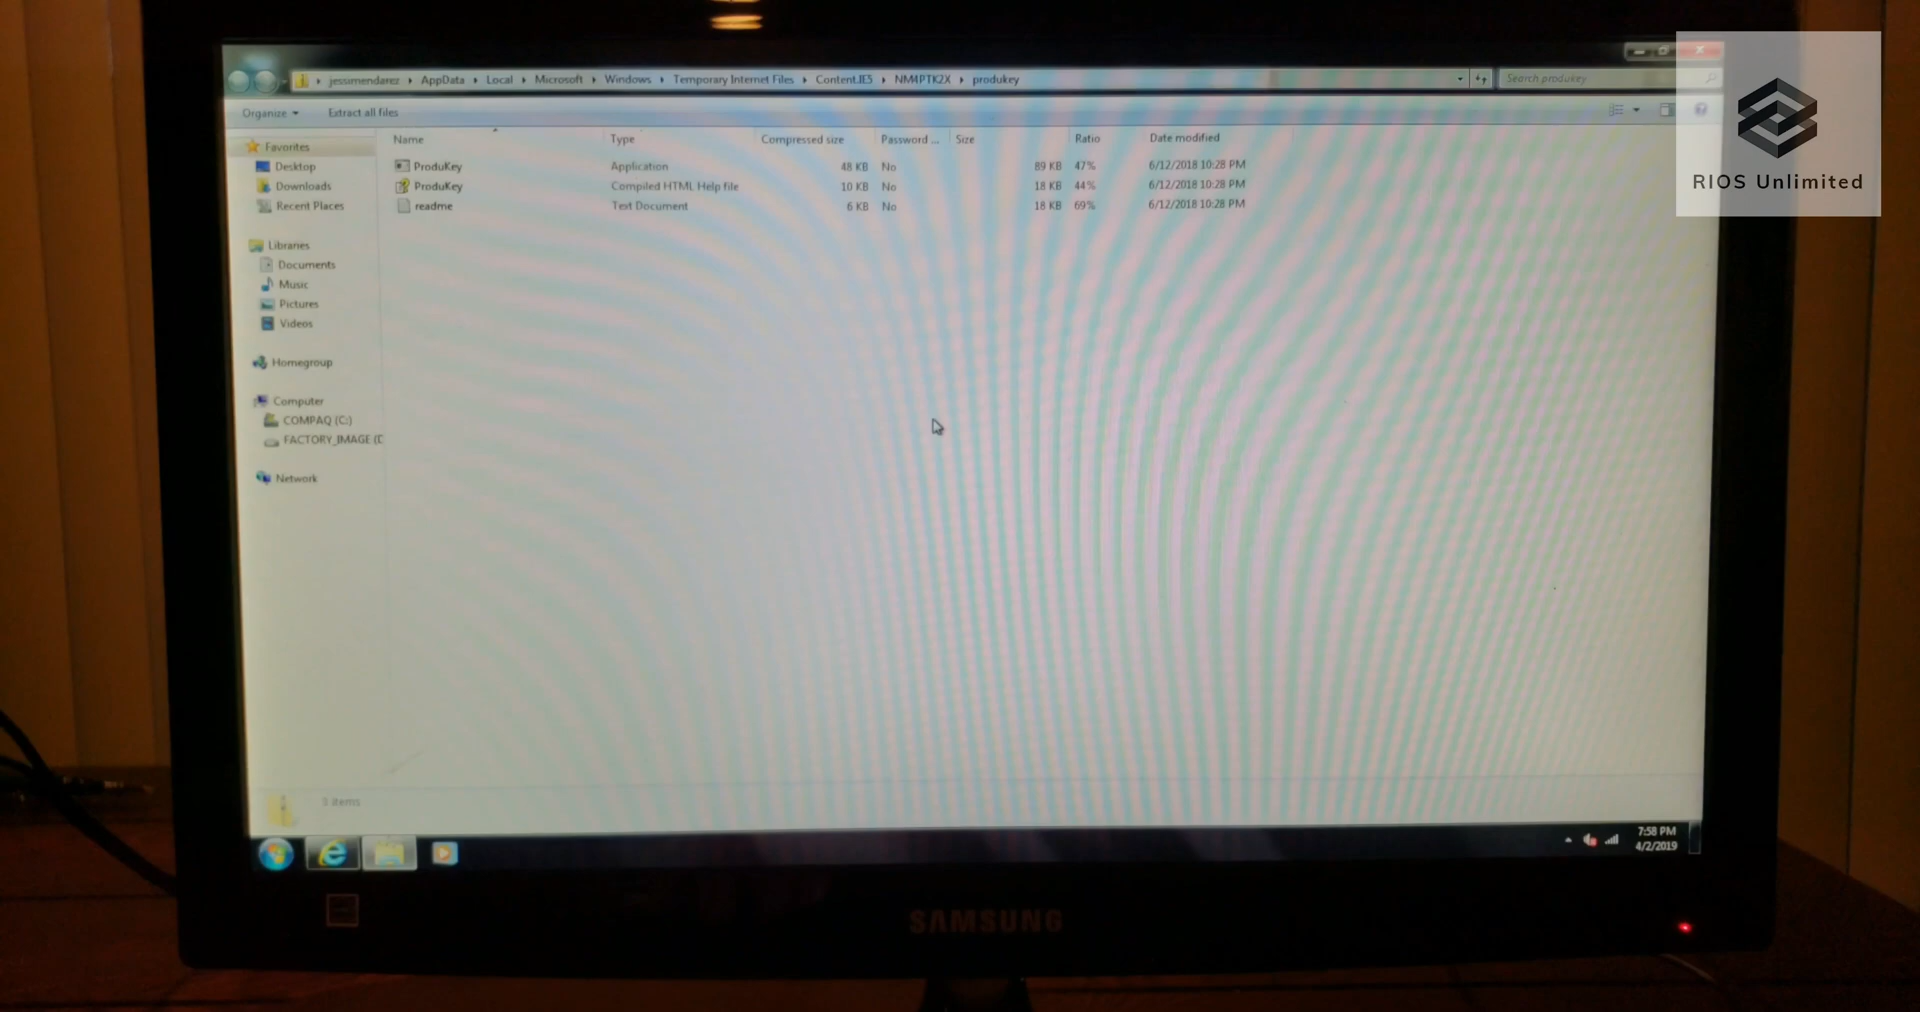 jessimendarez AppData Local Microsoft Windows Temporary Internet Files Content.IE5 NM4PTK2X produkey Search produkey
Organize Extract all files
Name Type Compressed size Password ... Size Ratio Date modified
ProduKey Application 48 KB No 89 KB 47% 6/12/2018 10:28 PM
ProduKey Compiled HTML Help file 10 KB No 18 KB 44% 6/12/2018 10:28 PM
readme Text Document 6 KB No 18 KB 69% 6/12/2018 10:28 PM
Favorites
Desktop
Downloads
Recent Places
Libraries
Documents
Music
Pictures
Videos
Homegroup
Computer
COMPAQ (C:)
FACTORY_IMAGE (D
Network
3 items
7:58 PM
4/2/2019
SAMSUNG
RIOS Unlimited